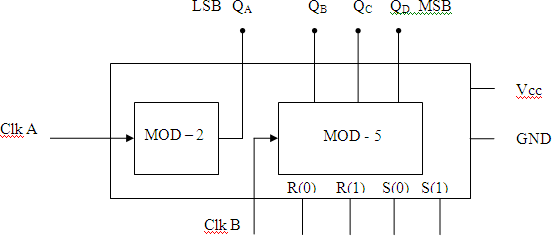 LSB QA QB QC QD MSB
Vcc
Clk A MOD – 2 MOD - 5 GND
R(0) R(1) S(0) S(1)
Clk B